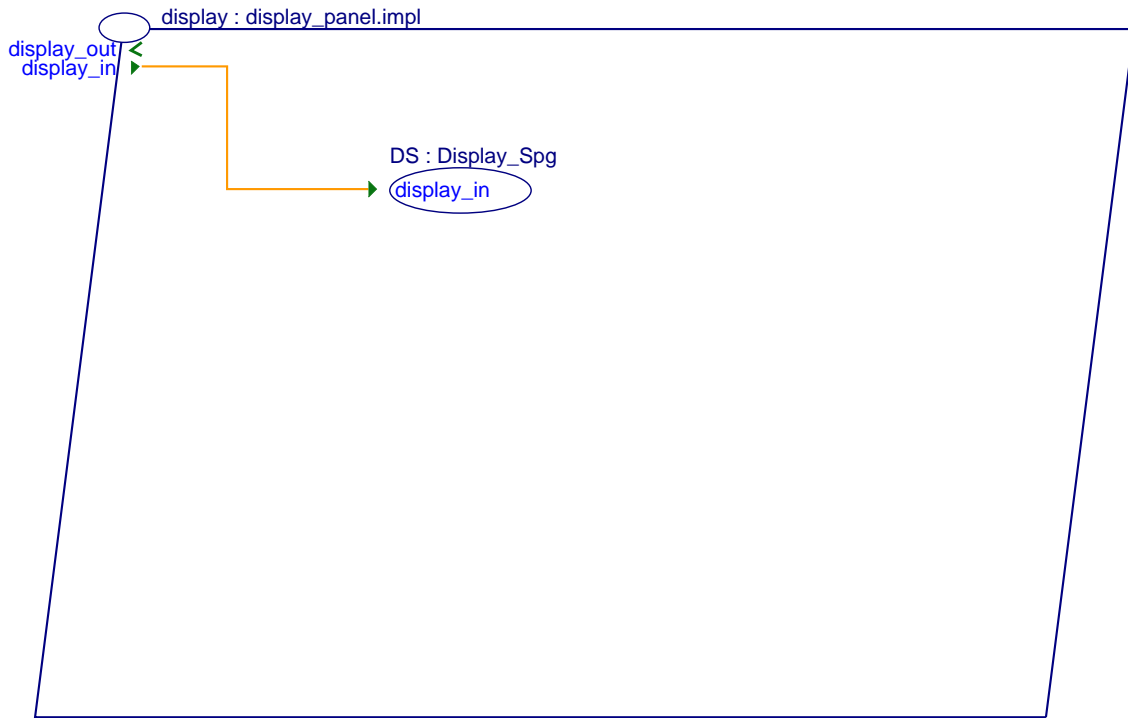 display : display_panel.impl
display_out
display_in
DS : Display_Spg
display_in